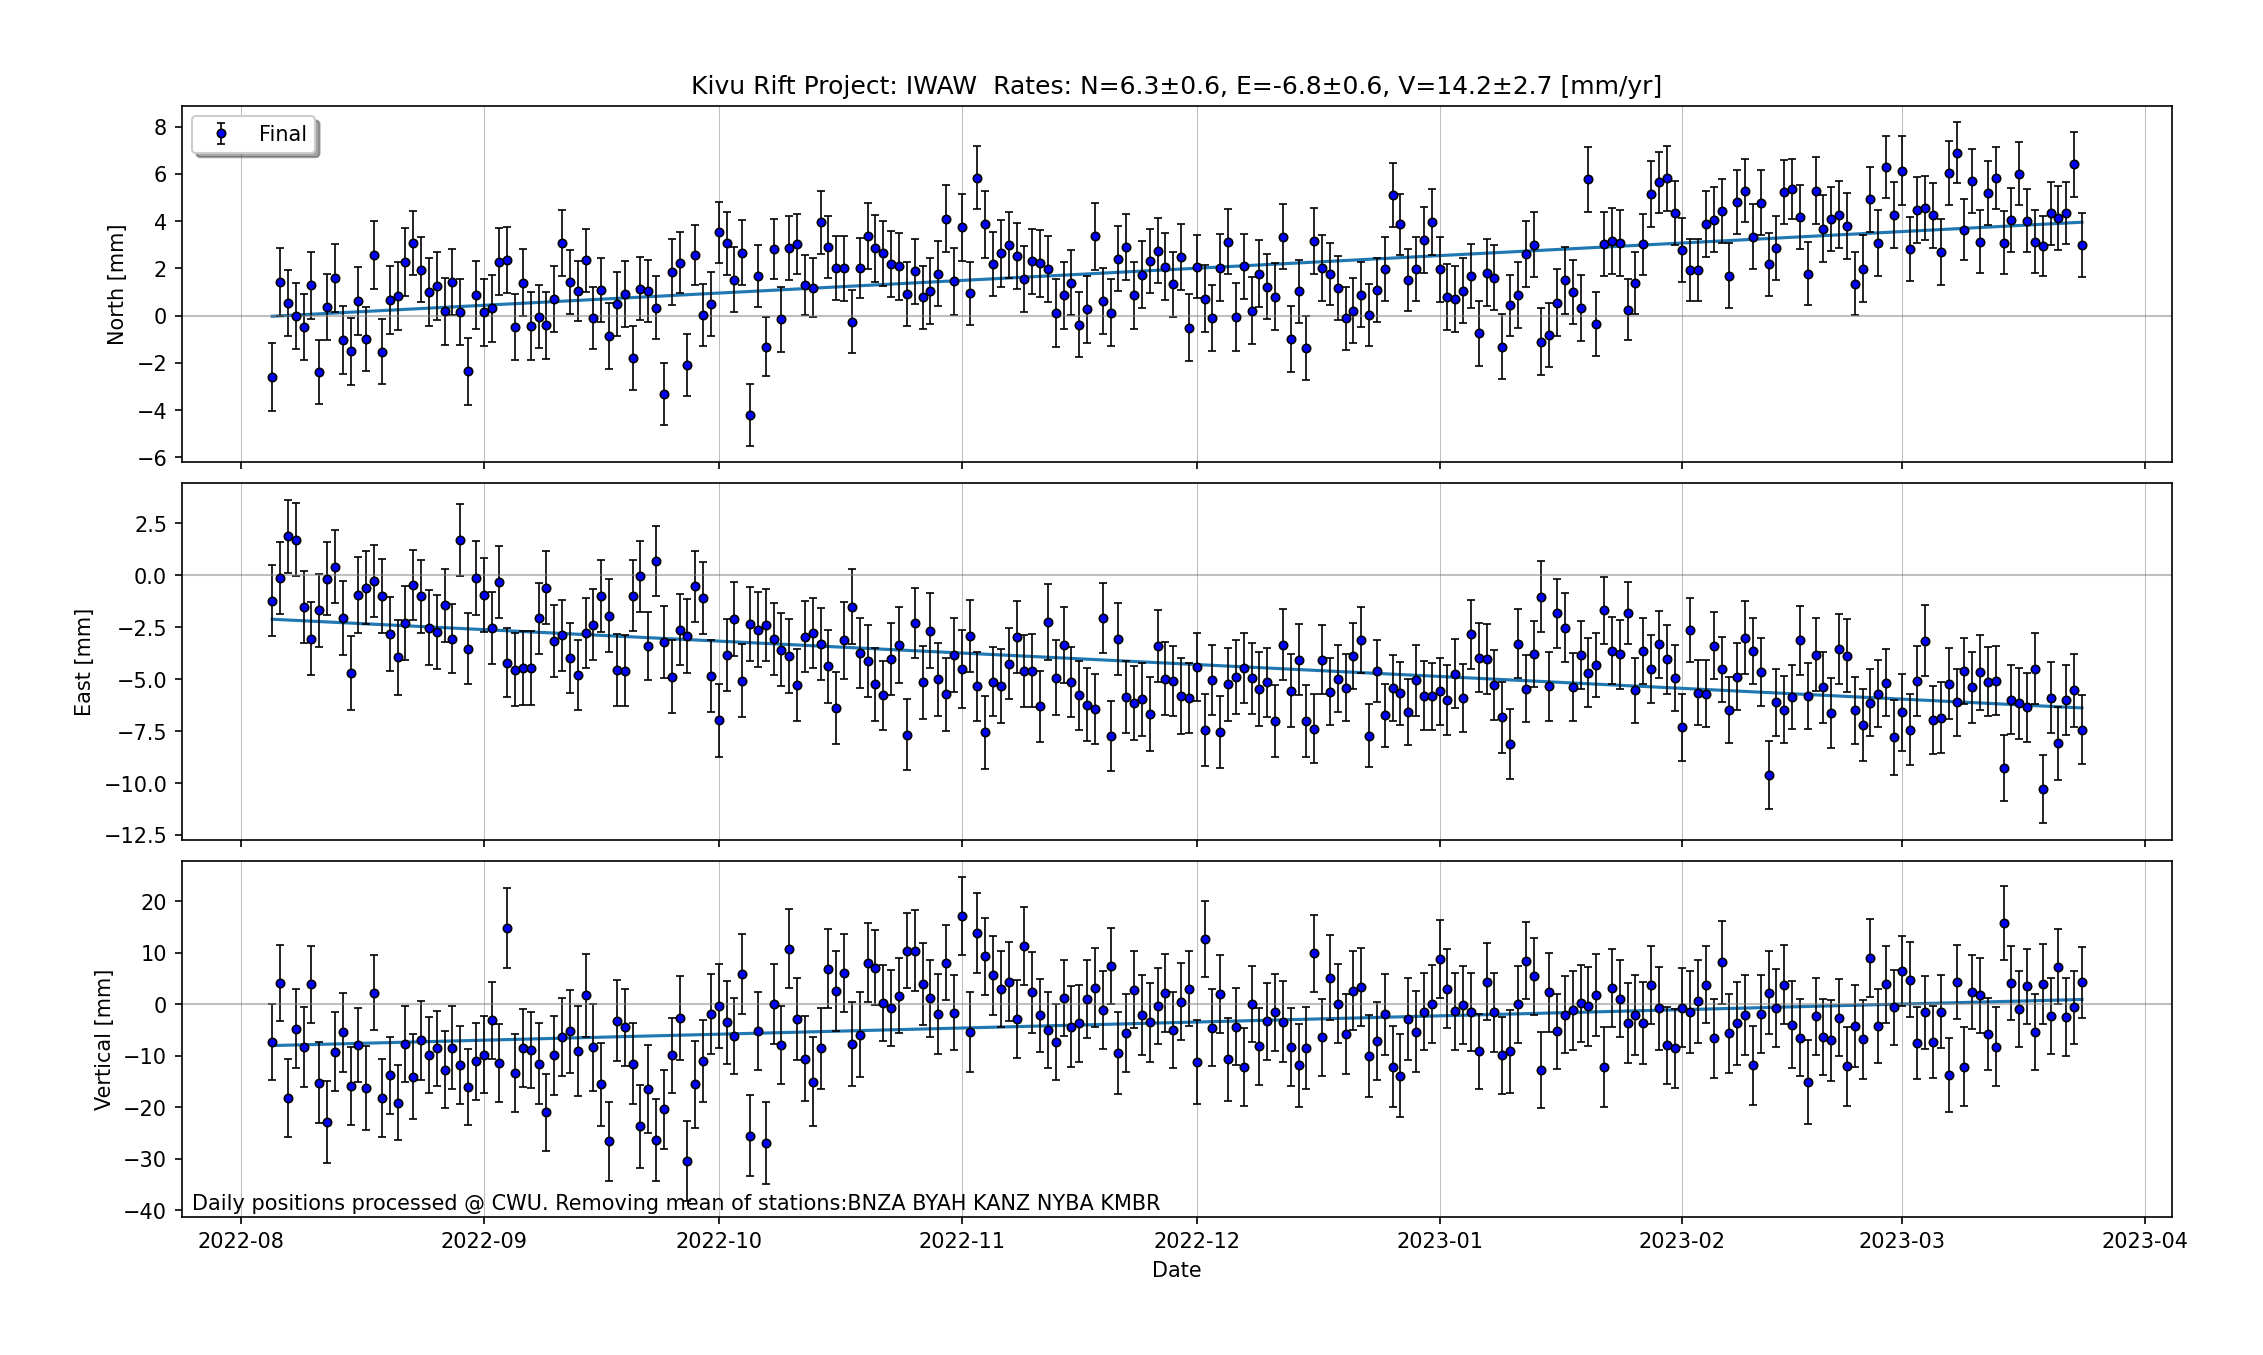 Kivu Rift Project: IWAW  Rates: N=6.3±0.6, E=-6.8±0.6, V=14.2±2.7 [mm/yr]
Final
8
6
4
2
0
−2
−4
−6
North [mm]
2.5
0.0
−2.5
−5.0
−7.5
−10.0
−12.5
East [mm]
20
10
0
−10
−20
−30
−40
Vertical [mm]
Daily positions processed @ CWU. Removing mean of stations:BNZA BYAH KANZ NYBA KMBR
2022-08 2022-09 2022-10 2022-11 2022-12 2023-01 2023-02 2023-03 2023-04
Date